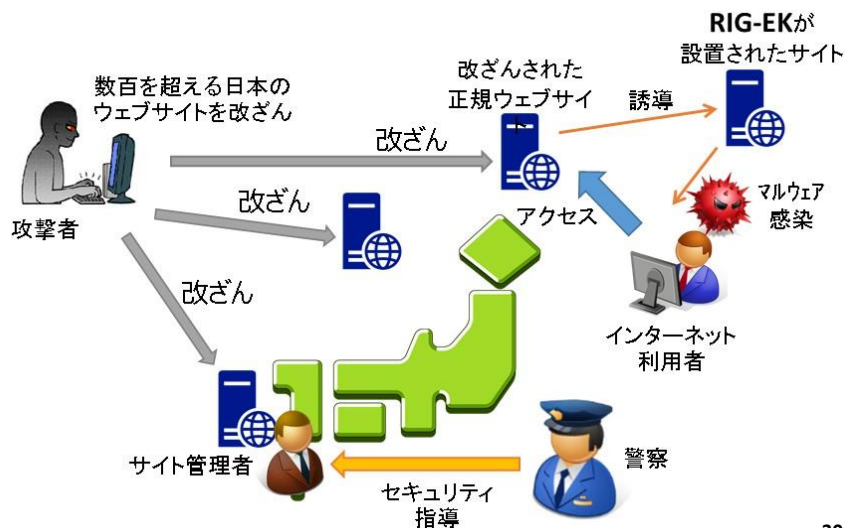 RIG-EKが
設置されたサイト
数百を超える日本の
ウェブサイトを改ざん
改ざんされた
正規ウェブサイ
ト
誘導
改ざん
改ざん
攻撃者
アクセス
マルウェア
感染
改ざん
インターネット
利用者
サイト管理者
警察
セキュリティ
指導